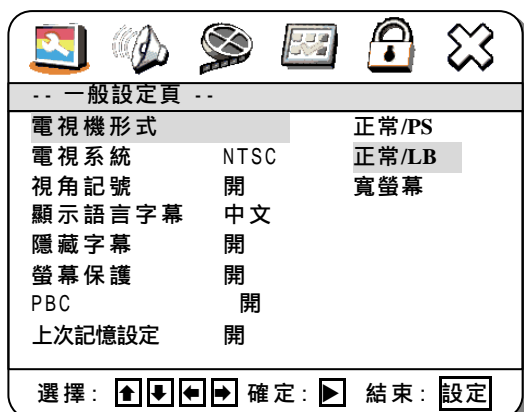 -- 一般設定頁 --
電視機形式 正常/PS
電視系統 NTSC 正常/LB
視角記號 開 寬螢幕
顯示語言字幕 中文
隱藏字幕 開
螢幕保護 開
PBC 開
上次記憶設定 開
選擇: ↑ ↓ ← → 確定: ▶ 結束: 設定